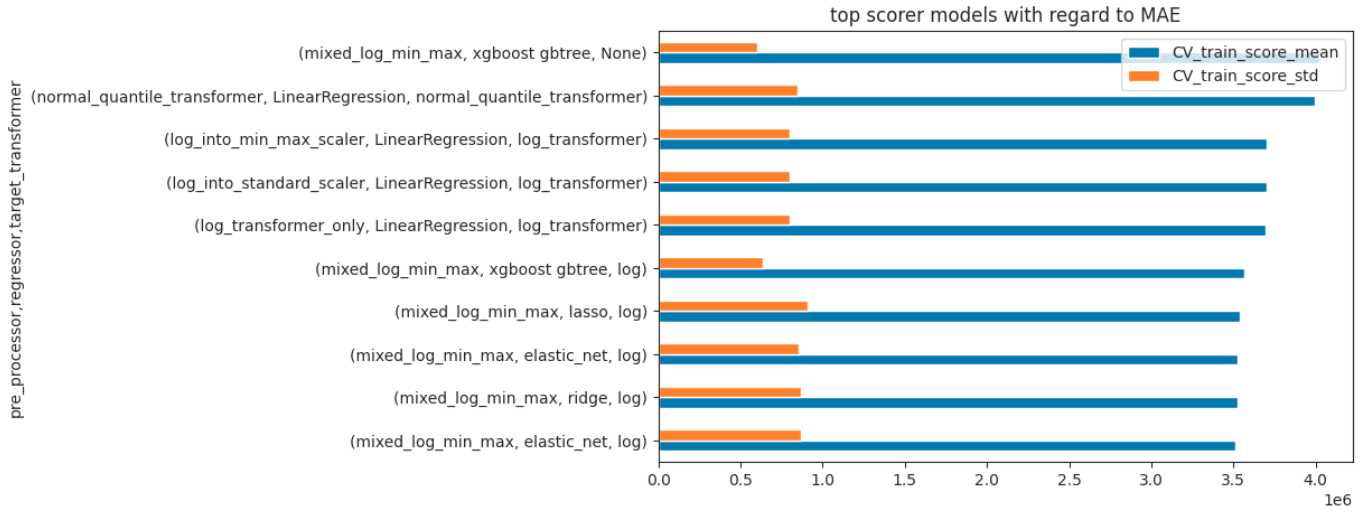 top scorer models with regard to MAE
CV_train_score_mean
CV_train_score_std
pre_processor,regressor,target_transformer
(mixed_log_min_max, xgboost gbtree, None)
(normal_quantile_transformer, LinearRegression, normal_quantile_transformer)
(log_into_min_max_scaler, LinearRegression, log_transformer)
(log_into_standard_scaler, LinearRegression, log_transformer)
(log_transformer_only, LinearRegression, log_transformer)
(mixed_log_min_max, xgboost gbtree, log)
(mixed_log_min_max, lasso, log)
(mixed_log_min_max, elastic_net, log)
(mixed_log_min_max, ridge, log)
(mixed_log_min_max, elastic_net, log)
0.0 0.5 1.0 1.5 2.0 2.5 3.0 3.5 4.0
1e6